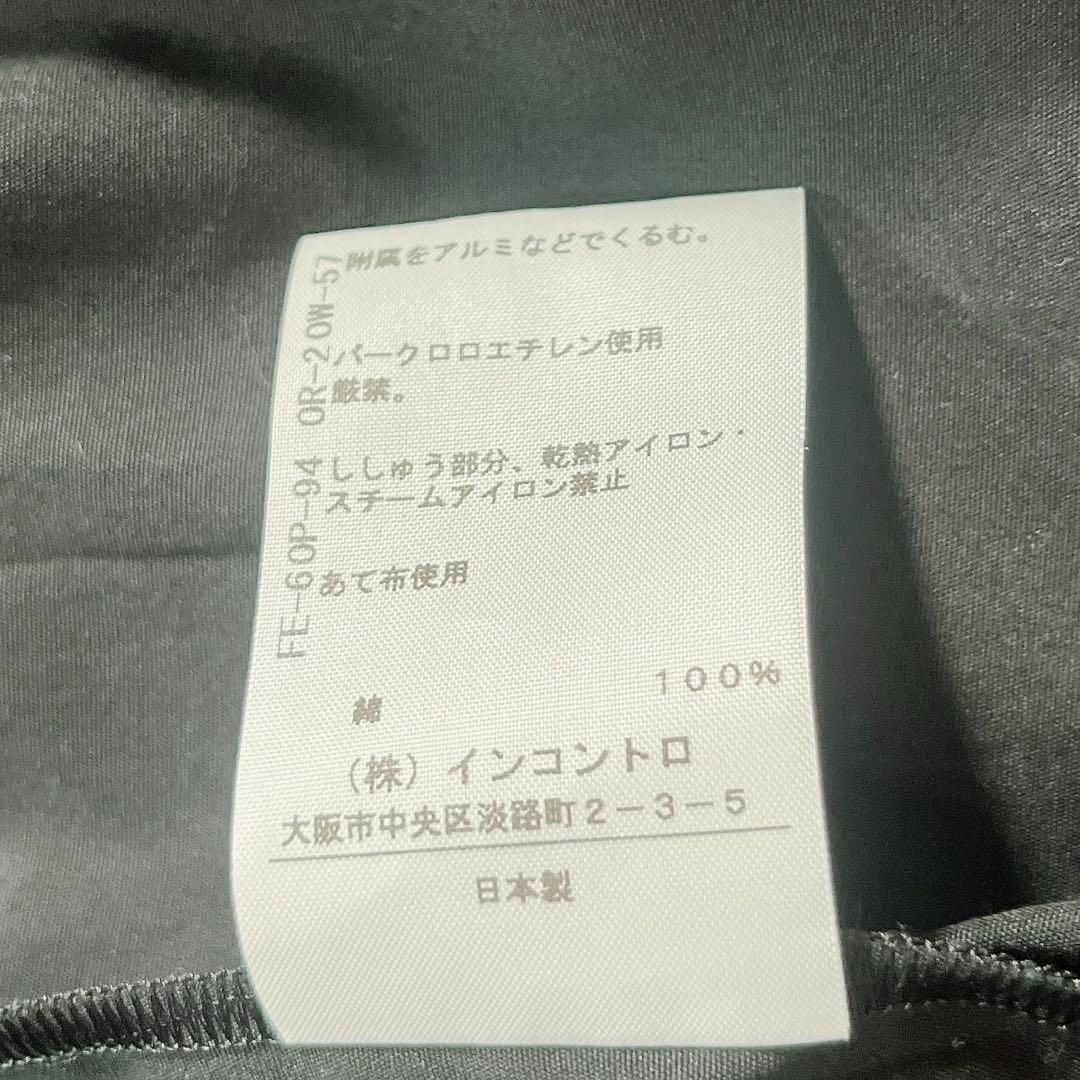 附属をアルミなどでくるむ。
パークロロエチレン使用
厳禁。
ししゅう部分、乾熱アイロン・
スチームアイロン禁止
あて布使用
FE-60P-94 OR-20W-57
綿 100%
(株)インコントロ
大阪市中央区淡路町2-3-5
日本製